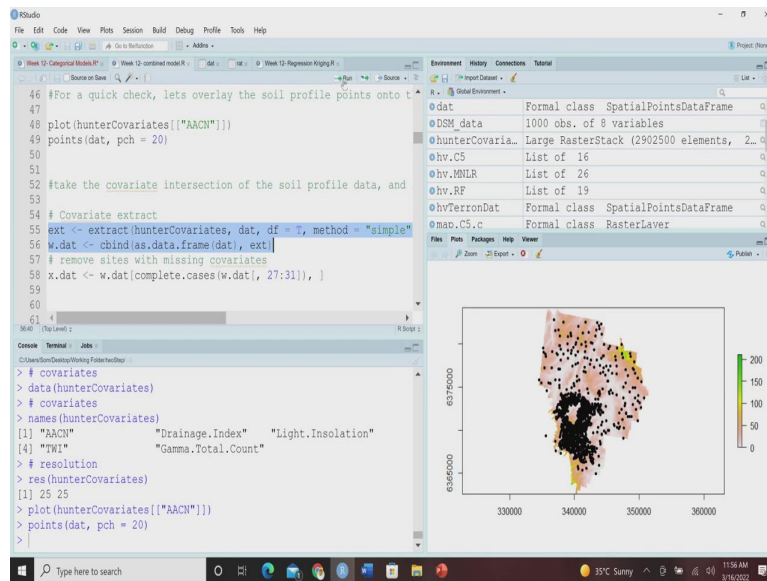 RStudio
File Edit Code View Plots Session Build Debug Profile Tools Help
Go to file/function Addins
Project: (None
Week 12- Categorical Models.R* Week 12- combined model.R dat rat Week 12- Regression Kriging.R
Source on Save Run Source
46 #For a quick check, lets overlay the soil profile points onto t
47
48 plot(hunterCovariates[["AACN"]])
49 points(dat, pch = 20)
50
51
52 #take the covariate intersection of the soil profile data, and
53
54 # Covariate extract
55 ext <- extract(hunterCovariates, dat, df = T, method = "simple"
56 w.dat <- cbind(as.data.frame(dat), ext)
57 # remove sites with missing covariates
58 x.dat <- w.dat[complete.cases(w.dat[, 27:31]), ]
59
60
61
56:40 (Top Level) R Script
Console Terminal Jobs
C:/Users/Som/Desktop/Working Folder/twoStep/
> # covariates
> data(hunterCovariates)
> # covariates
> names(hunterCovariates)
[1] "AACN" "Drainage.Index" "Light.Insolation"
[4] "TWI" "Gamma.Total.Count"
> # resolution
> res(hunterCovariates)
[1] 25 25
> plot(hunterCovariates[["AACN"]])
> points(dat, pch = 20)
>
Environment History Connections Tutorial
Import Dataset List
R Global Environment
dat Formal class SpatialPointsDataFrame
DSM_data 1000 obs. of 8 variables
hunterCovaria… Large RasterStack (2902500 elements, 2…
hv.C5 List of 16
hv.MNLR List of 26
hv.RF List of 19
hvTerronDat Formal class SpatialPointsDataFrame
map.C5.c Formal class RasterLayer
Files Plots Packages Help Viewer
Zoom Export Publish
6375000
6365000
330000 340000 350000 360000
200
150
100
50
0
Type here to search
35°C Sunny
11:56 AM
3/16/2022